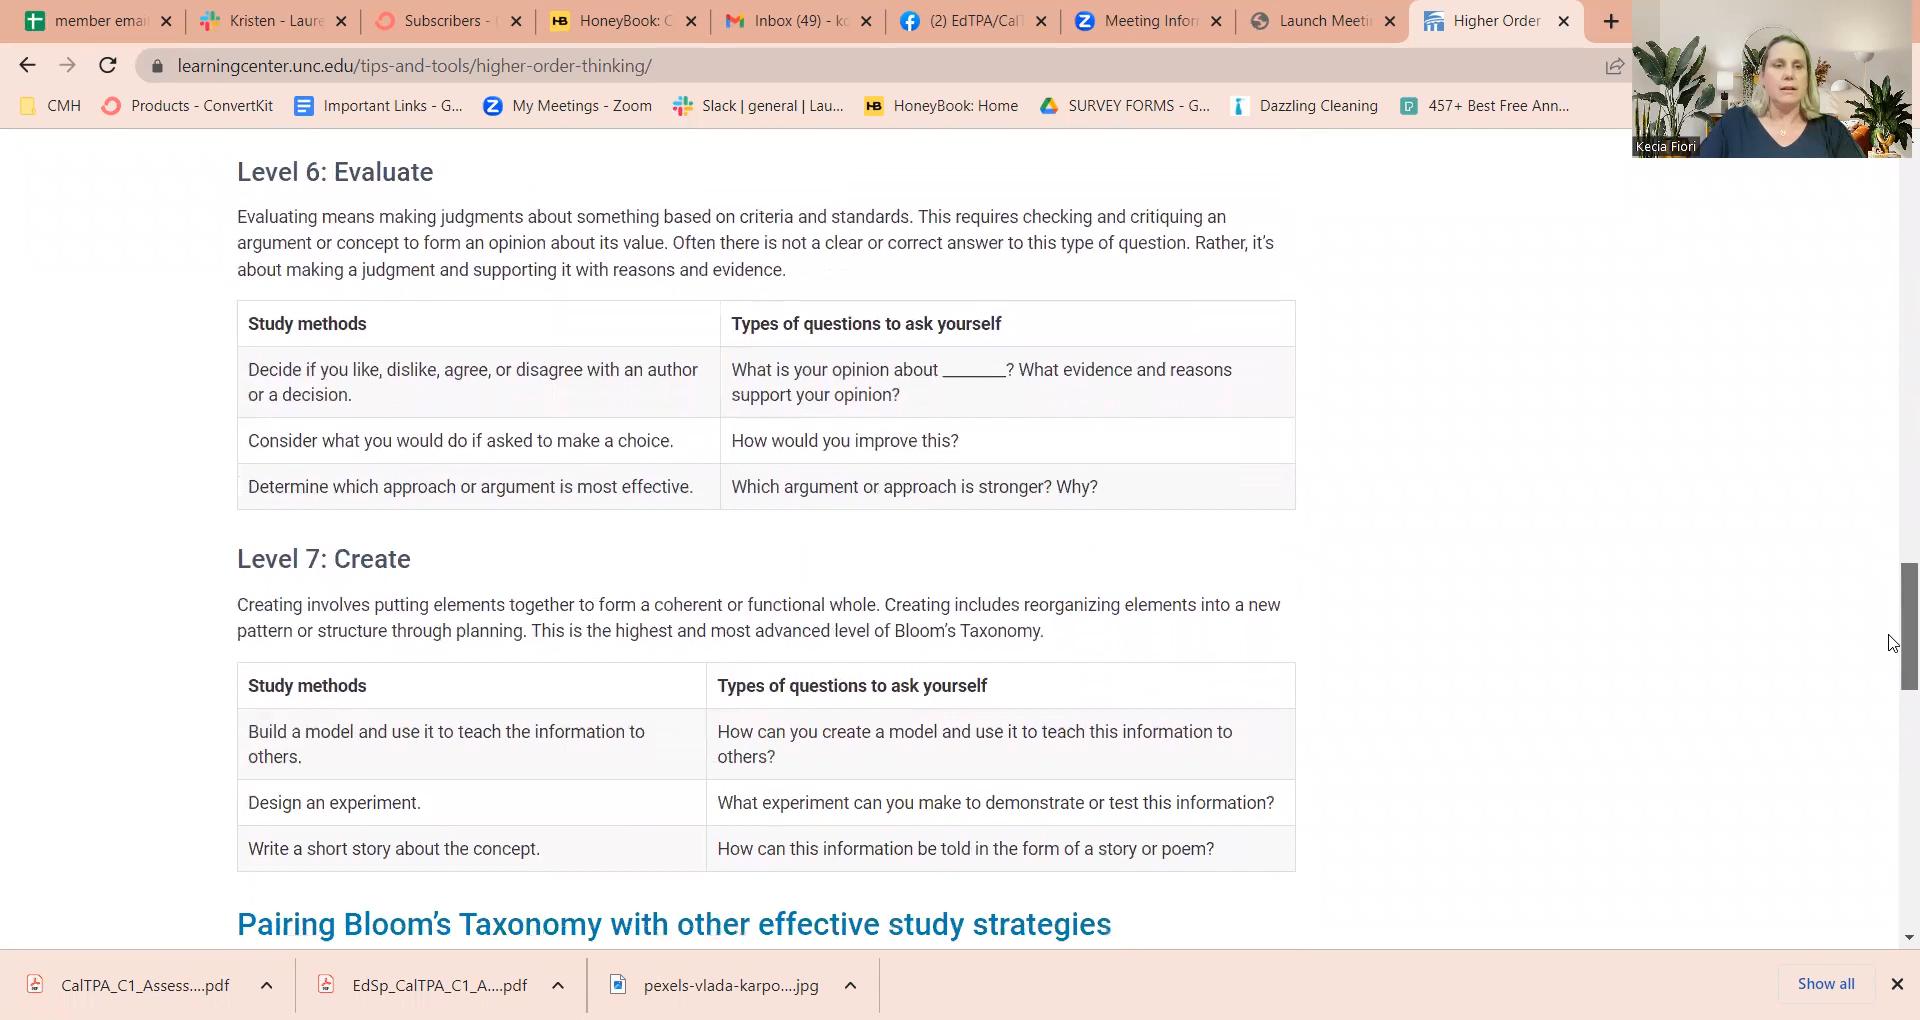 member emai
Kristen - Laure
Subscribers -
HoneyBook: C
Inbox (49) - k
(2) EdTPA/Cal
Meeting Infor
Launch Meeti
Higher Order
learningcenter.unc.edu/tips-and-tools/higher-order-thinking/
CMH
Products - ConvertKit
Important Links - G...
My Meetings - Zoom
Slack | general | Lau...
HoneyBook: Home
SURVEY FORMS - G...
Dazzling Cleaning
457+ Best Free Ann...
Kecia Fiori
Level 6: Evaluate
Evaluating means making judgments about something based on criteria and standards. This requires checking and critiquing an
argument or concept to form an opinion about its value. Often there is not a clear or correct answer to this type of question. Rather, it’s
about making a judgment and supporting it with reasons and evidence.
Study methods
Types of questions to ask yourself
Decide if you like, dislike, agree, or disagree with an author
or a decision.
What is your opinion about _______? What evidence and reasons
support your opinion?
Consider what you would do if asked to make a choice.
How would you improve this?
Determine which approach or argument is most effective.
Which argument or approach is stronger? Why?
Level 7: Create
Creating involves putting elements together to form a coherent or functional whole. Creating includes reorganizing elements into a new
pattern or structure through planning. This is the highest and most advanced level of Bloom’s Taxonomy.
Study methods
Types of questions to ask yourself
Build a model and use it to teach the information to
others.
How can you create a model and use it to teach this information to
others?
Design an experiment.
What experiment can you make to demonstrate or test this information?
Write a short story about the concept.
How can this information be told in the form of a story or poem?
Pairing Bloom’s Taxonomy with other effective study strategies
CalTPA_C1_Assess....pdf
EdSp_CalTPA_C1_A....pdf
pexels-vlada-karpo....jpg
Show all